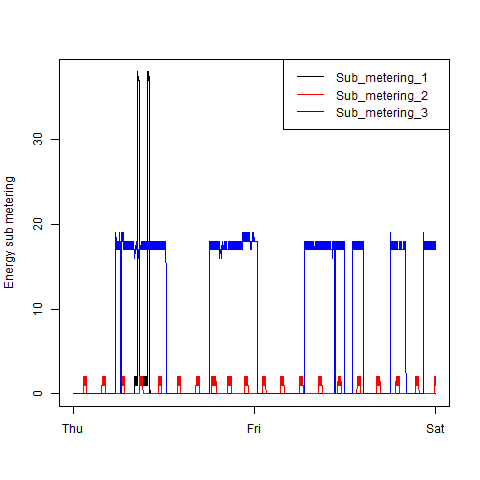 Sub_metering_1
Sub_metering_2
Sub_metering_3
30
20
10
0
Energy sub metering
Thu Fri Sat